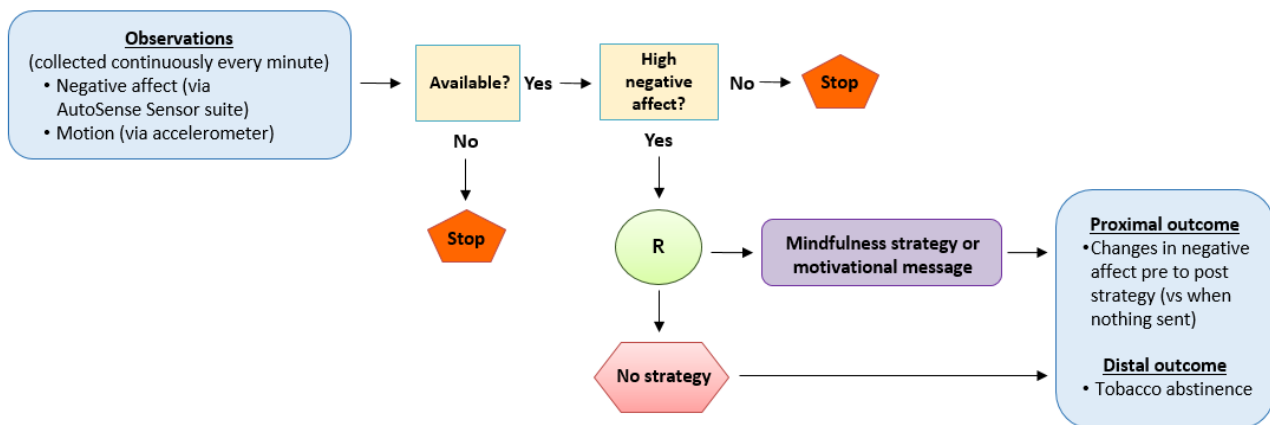 Observations
(collected continuously every minute)
• Negative affect (via
AutoSense Sensor suite)
• Motion (via accelerometer)
Available?
Yes
No
Stop
High
negative
affect?
No
Stop
Yes
R
Mindfulness strategy or
motivational message
No strategy
Proximal outcome
•Changes in negative
affect pre to post
strategy (vs when
nothing sent)
Distal outcome
• Tobacco abstinence